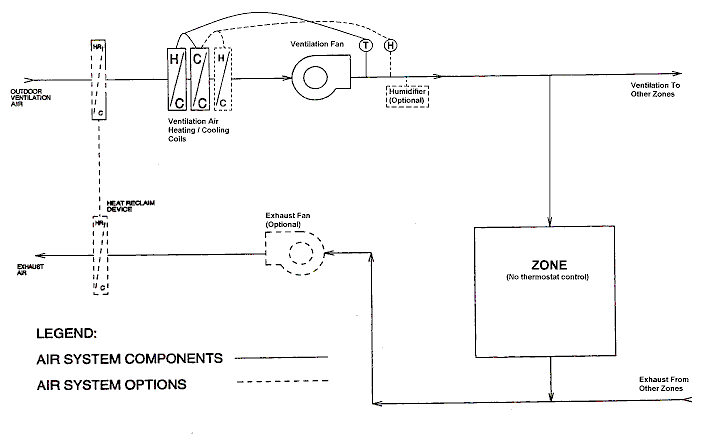 HR
C
OUTDOOR
VENTILATION
AIR
H
C
C
C
H
C
Ventilation Air
Heating / Cooling
Coils
Ventilation Fan
T
H
Humidifier
(Optional)
Ventilation To
Other Zones
HEAT RECLAIM
DEVICE
HR
C
EXHAUST
AIR
Exhaust Fan
(Optional)
ZONE
(No thermostat control)
Exhaust From
Other Zones
LEGEND:
AIR SYSTEM COMPONENTS
AIR SYSTEM OPTIONS